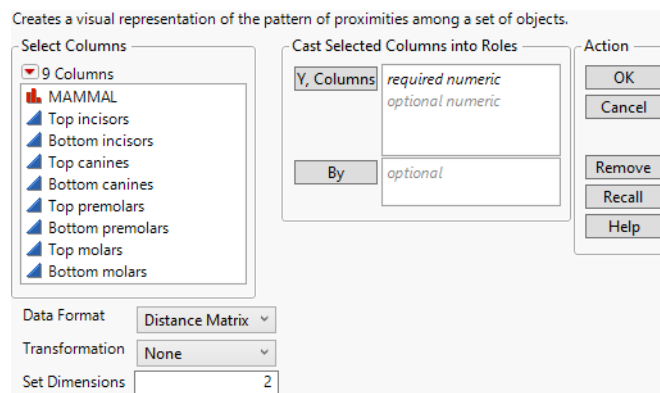 Creates a visual representation of the pattern of proximities among a set of objects.
Select Columns
9 Columns
MAMMAL
Top incisors
Bottom incisors
Top canines
Bottom canines
Top premolars
Bottom premolars
Top molars
Bottom molars
Cast Selected Columns into Roles
Y, Columns required numeric
optional numeric
By optional
Action
OK
Cancel
Remove
Recall
Help
Data Format Distance Matrix
Transformation None
Set Dimensions 2